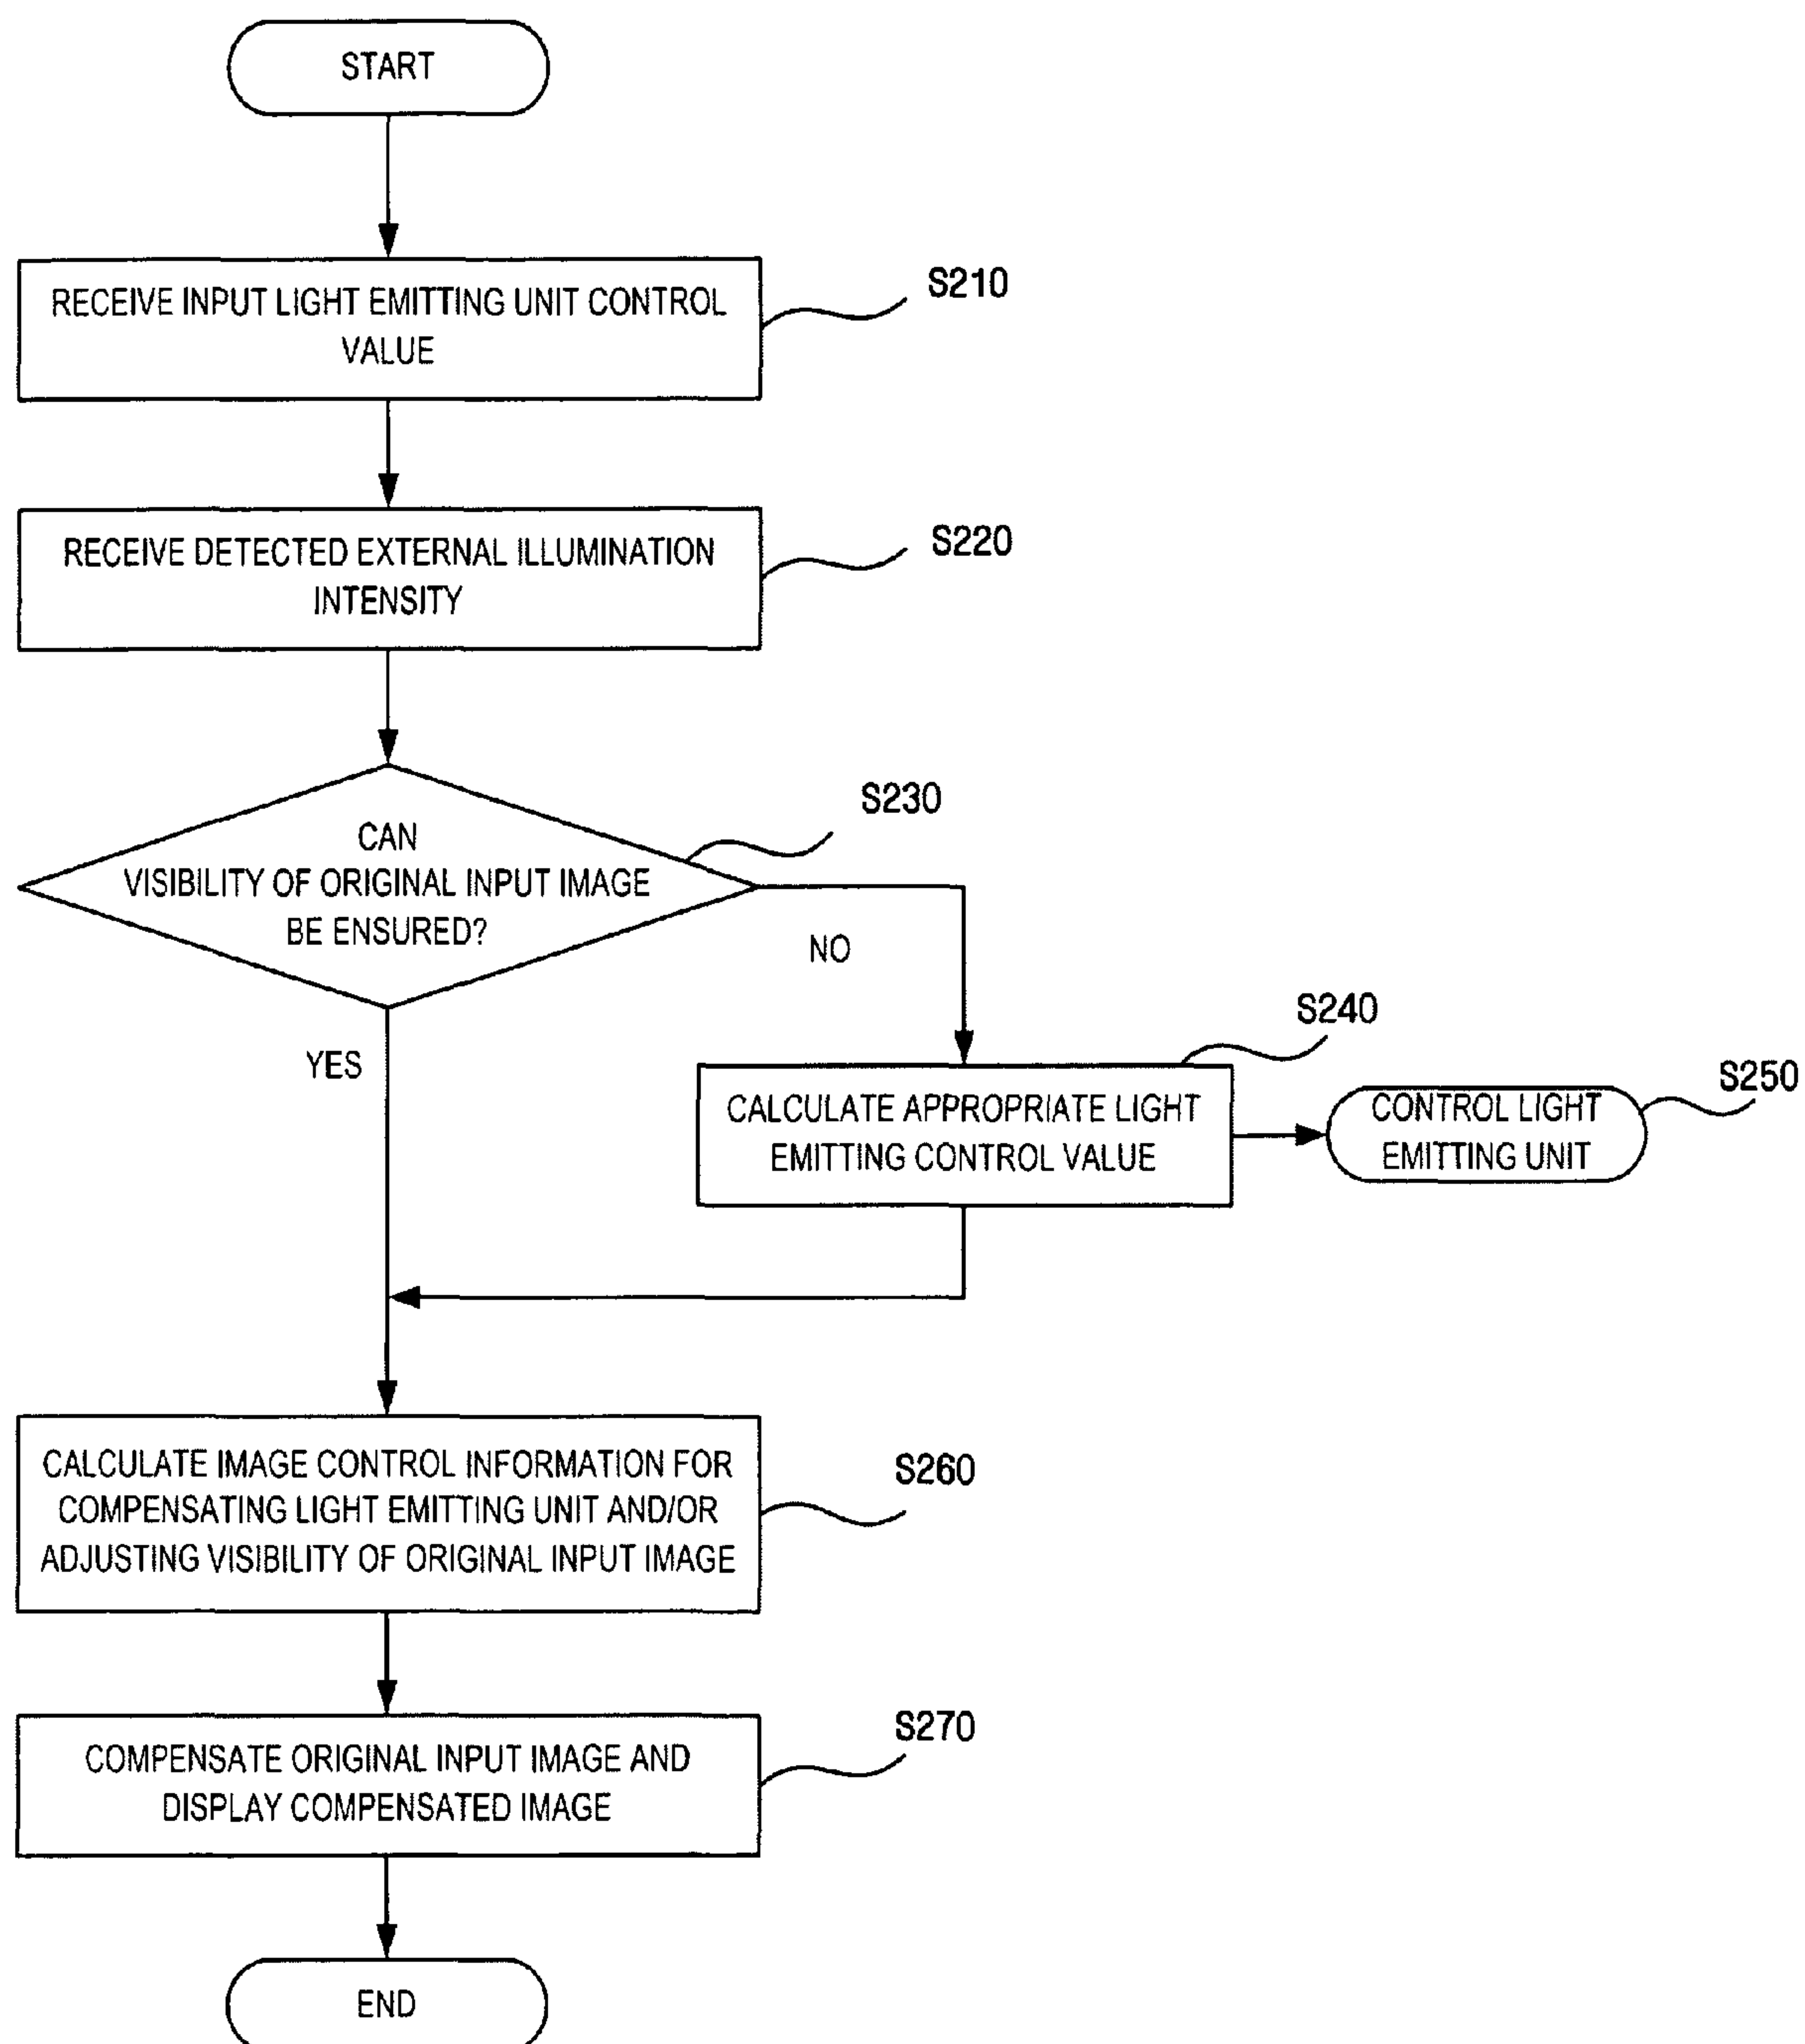 START
RECEIVE INPUT LIGHT EMITTING UNIT CONTROL
VALUE
S210
RECEIVE DETECTED EXTERNAL ILLUMINATION
INTENSITY
S220
CAN
VISIBILITY OF ORIGINAL INPUT IMAGE
BE ENSURED?
S230
NO
YES
CALCULATE APPROPRIATE LIGHT
EMITTING CONTROL VALUE
S240
CONTROL LIGHT
EMITTING UNIT
S250
CALCULATE IMAGE CONTROL INFORMATION FOR
COMPENSATING LIGHT EMITTING UNIT AND/OR
ADJUSTING VISIBILITY OF ORIGINAL INPUT IMAGE
S260
COMPENSATE ORIGINAL INPUT IMAGE AND
DISPLAY COMPENSATED IMAGE
S270
END